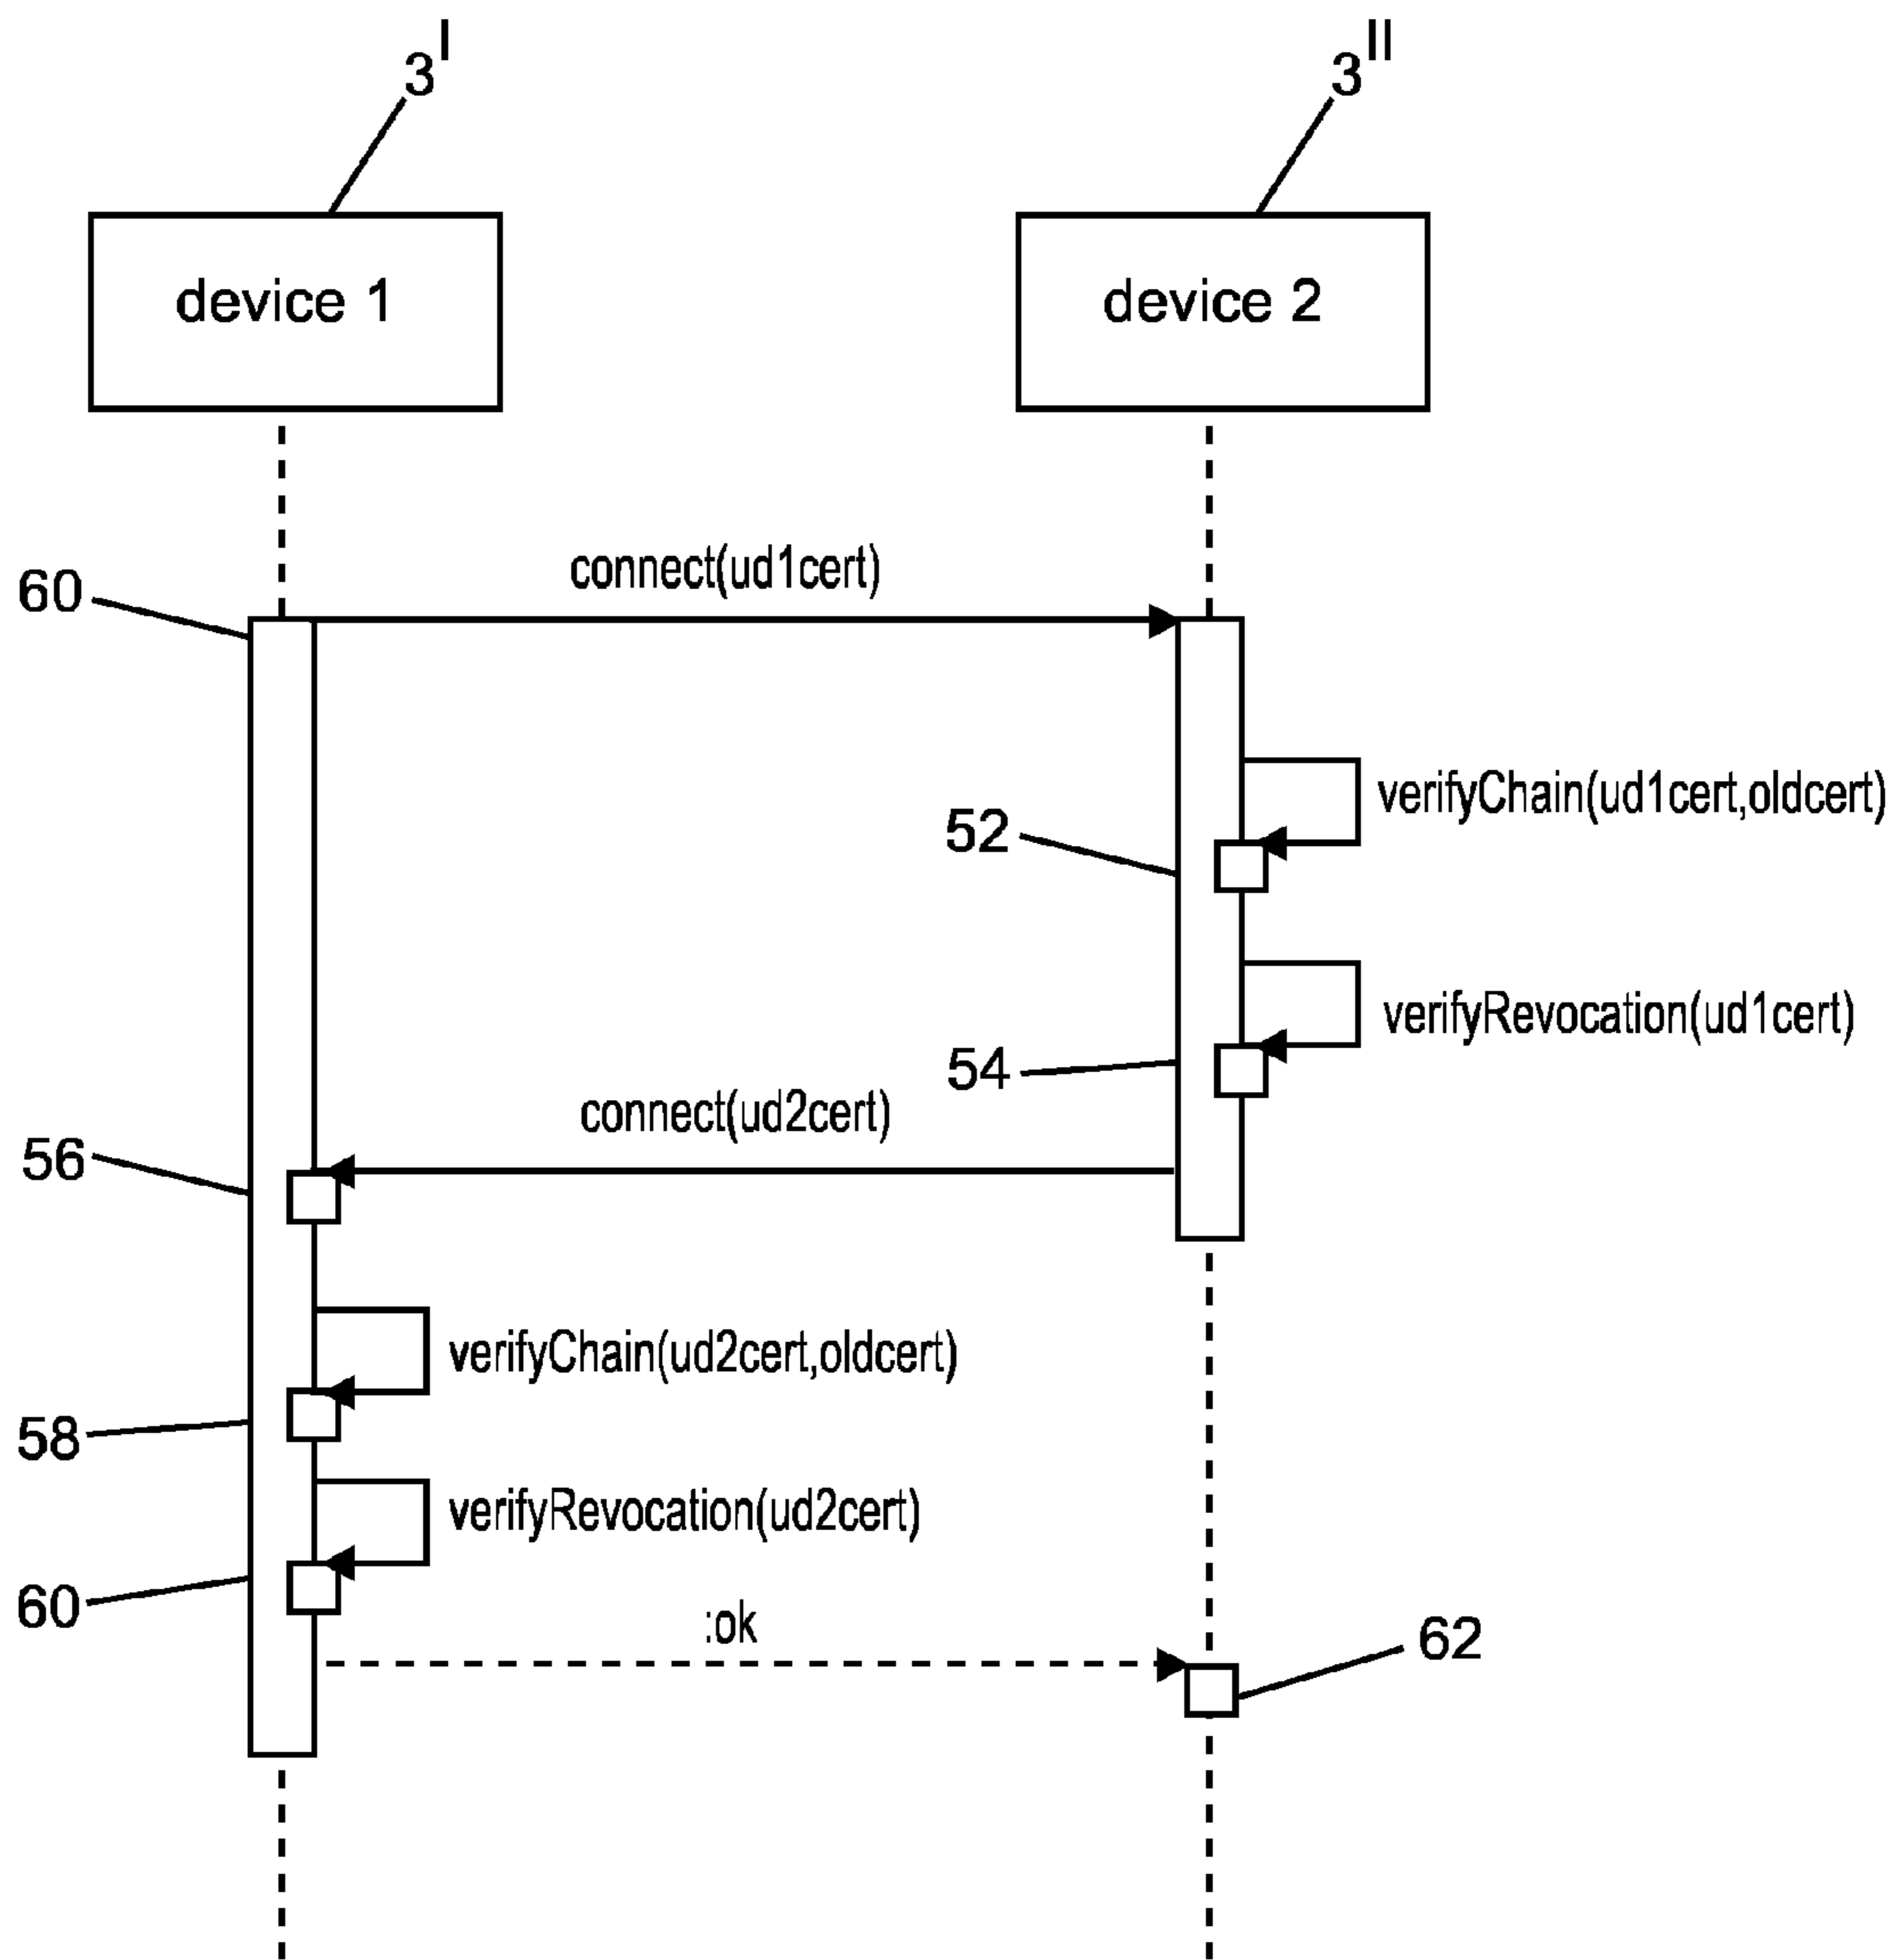 3I
3II
device 1
device 2
60
connect(ud1cert)
verifyChain(ud1cert,oldcert)
52
verifyRevocation(ud1cert)
54
connect(ud2cert)
56
verifyChain(ud2cert,oldcert)
58
verifyRevocation(ud2cert)
60
:ok
62